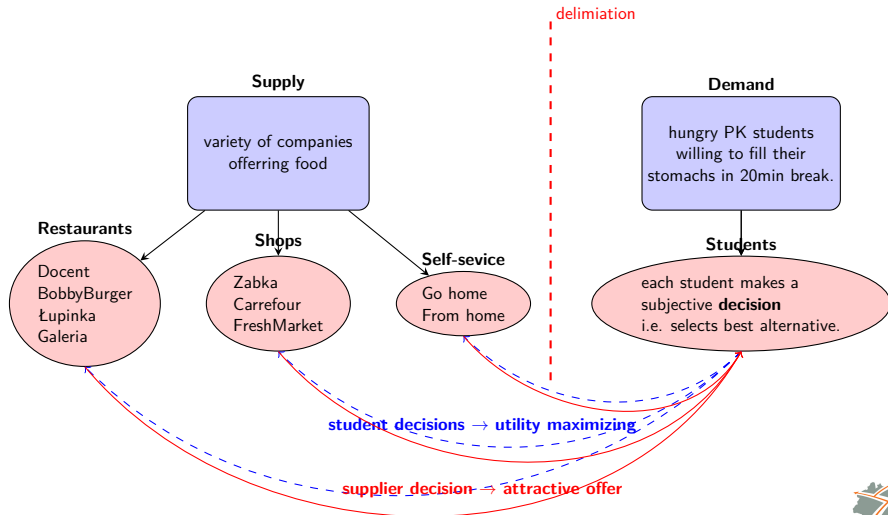 delimiation
Supply
variety of companies
offerring food
Demand
hungry PK students
willing to fill their
stomachs in 20min break.
Restaurants
Docent
BobbyBurger
Łupinka
Galeria
Shops
Zabka
Carrefour
FreshMarket
Self-sevice
Go home
From home
Students
each student makes a
subjective decision
i.e. selects best alternative.
student decisions → utility maximizing
supplier decision → attractive offer